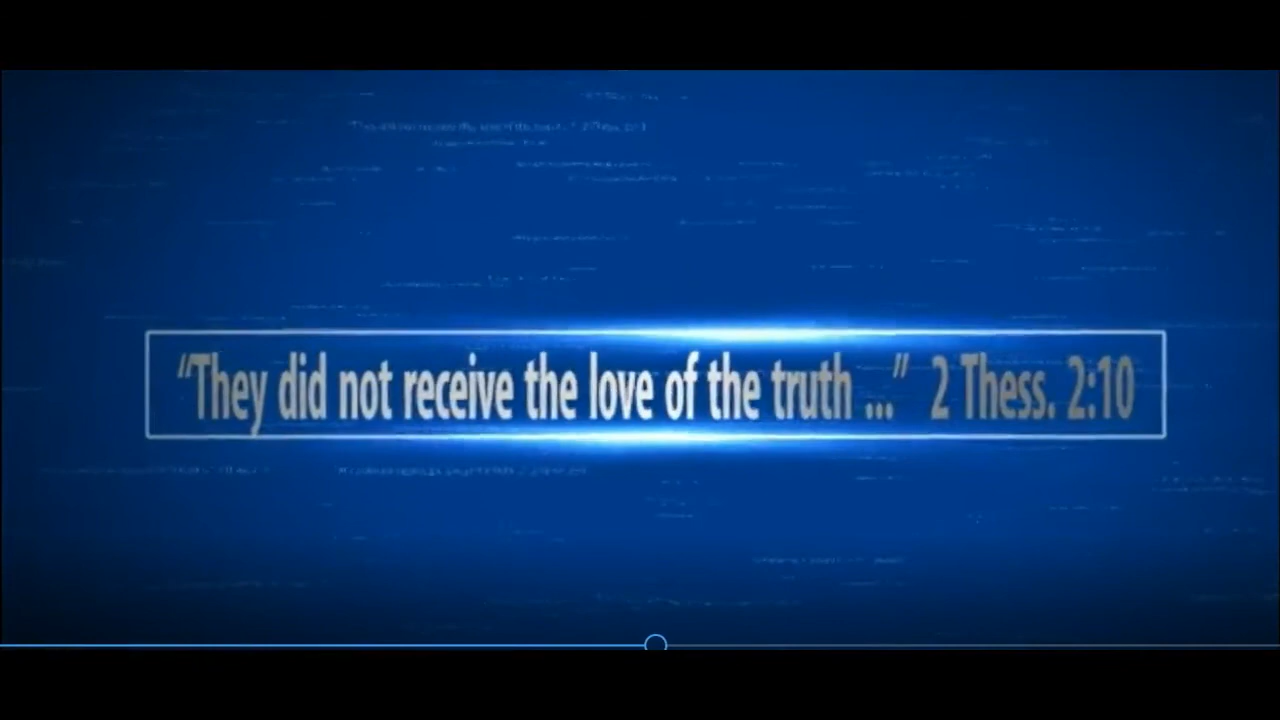 “They did not receive the love of the truth ...” 2 Thess. 2:10